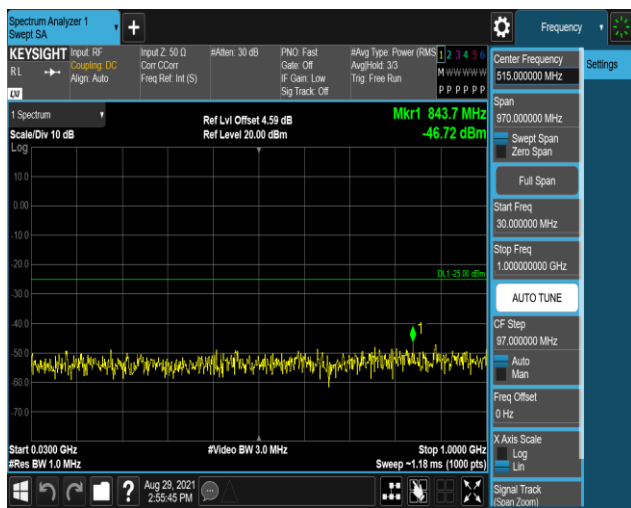 Spectrum Analyzer 1
Swept SA
Frequency
KEYSIGHT
RL
Input: RF
Coupling: DC
Align: Auto
Input Z: 50 Ω
Corr CCorr
Freq Ref: Int (S)
#Atten: 30 dB
PNO: Fast
Gate: Off
IF Gain: Low
Sig Track: Off
#Avg Type: Power (RMS
Avg|Hold: 3/3
Trig: Free Run
1 2 3 4 5 6
M W W W W W
P P P P P P
LXI
1 Spectrum
Scale/Div 10 dB
Log
Ref Lvl Offset 4.59 dB
Ref Level 20.00 dBm
Mkr1 843.7 MHz
-46.72 dBm
10.0
0.00
-10.0
-20.0
DL1 -25.00 dBm
-30.0
-40.0
1
-50.0
-60.0
-70.0
Start 0.0300 GHz
#Res BW 1.0 MHz
#Video BW 3.0 MHz
Stop 1.0000 GHz
Sweep ~1.18 ms (1000 pts)
?
Aug 29, 2021
2:55:45 PM
Center Frequency
515.000000 MHz
Settings
Span
970.000000 MHz
Swept Span
Zero Span
Full Span
Start Freq
30.000000 MHz
Stop Freq
1.000000000 GHz
AUTO TUNE
CF Step
97.000000 MHz
Auto
Man
Freq Offset
0 Hz
X Axis Scale
Log
Lin
Signal Track
(Span Zoom)